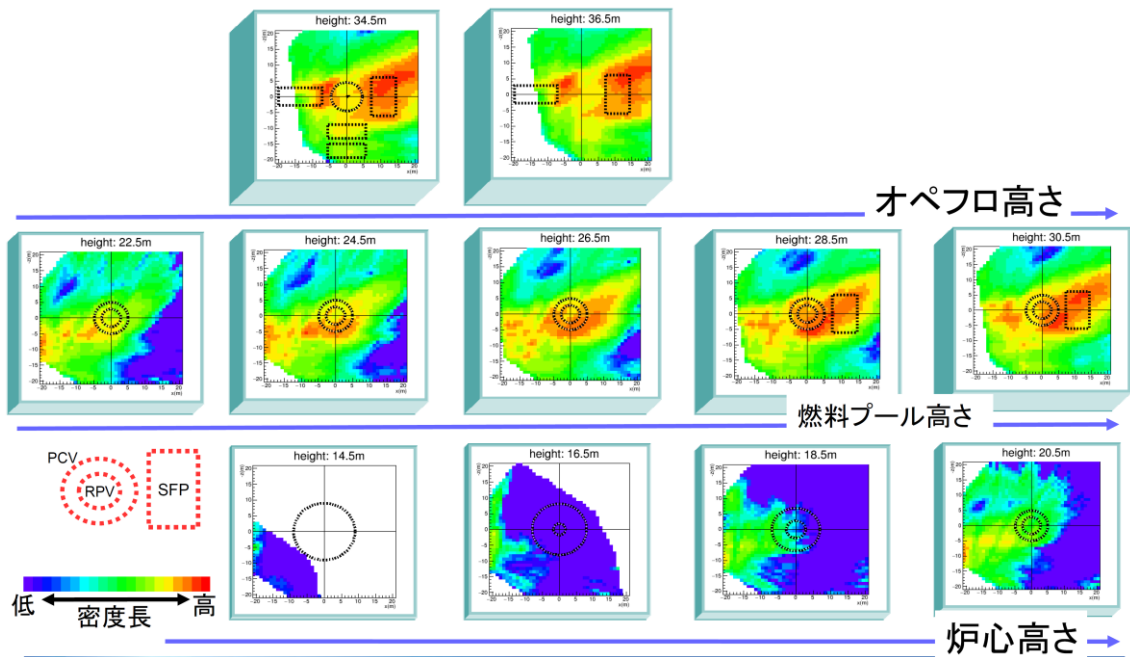 height: 34.5m
height: 36.5m
オペフロ高さ
height: 22.5m
height: 24.5m
height: 26.5m
height: 28.5m
height: 30.5m
燃料プール高さ
PCV
RPV
SFP
height: 14.5m
height: 16.5m
height: 18.5m
height: 20.5m
低
密度長
高
炉心高さ